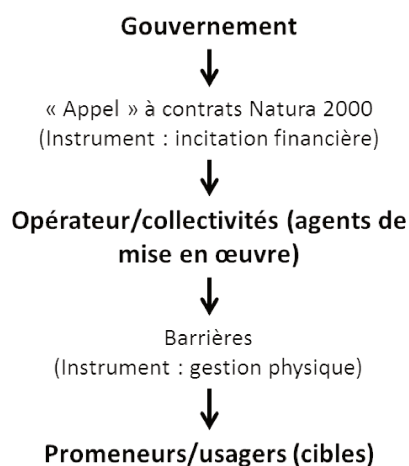 Gouvernement
« Appel » à contrats Natura 2000
(Instrument : incitation financière)
Opérateur/collectivités (agents de
mise en œuvre)
Barrières
(Instrument : gestion physique)
Promeneurs/usagers (cibles)